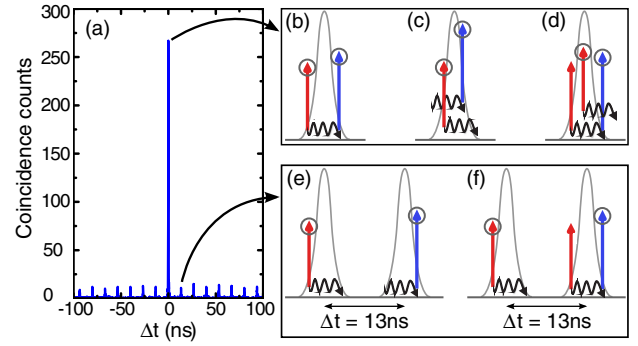 (a)
Coincidence counts
300
250
200
150
100
50
0
-100 -50 0 50 100
Δt (ns)
(b) (c) (d)
(e) (f)
Δt = 13ns Δt = 13ns